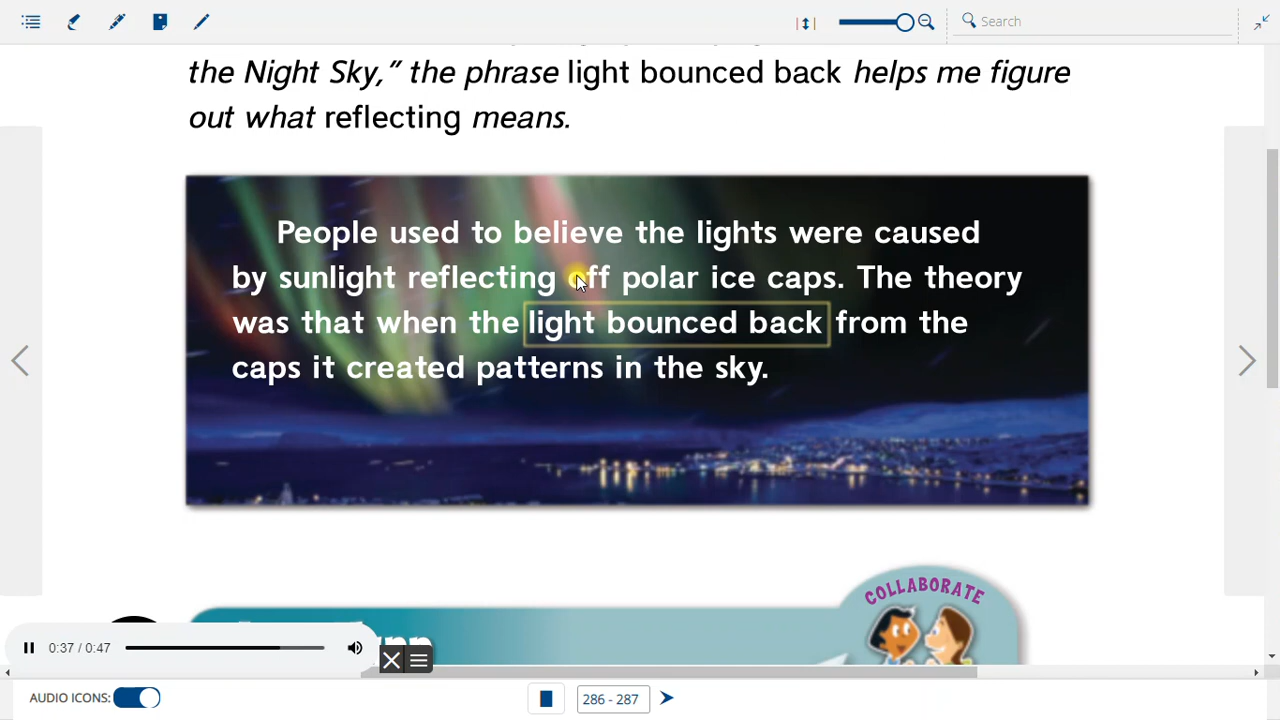 Search
the Night Sky,” the phrase light bounced back helps me figure
out what reflecting means.
People used to believe the lights were caused
by sunlight reflecting off polar ice caps. The theory
was that when the light bounced back from the
caps it created patterns in the sky.
COLLABORATE
0:37 / 0:47
AUDIO ICONS:
286 - 287